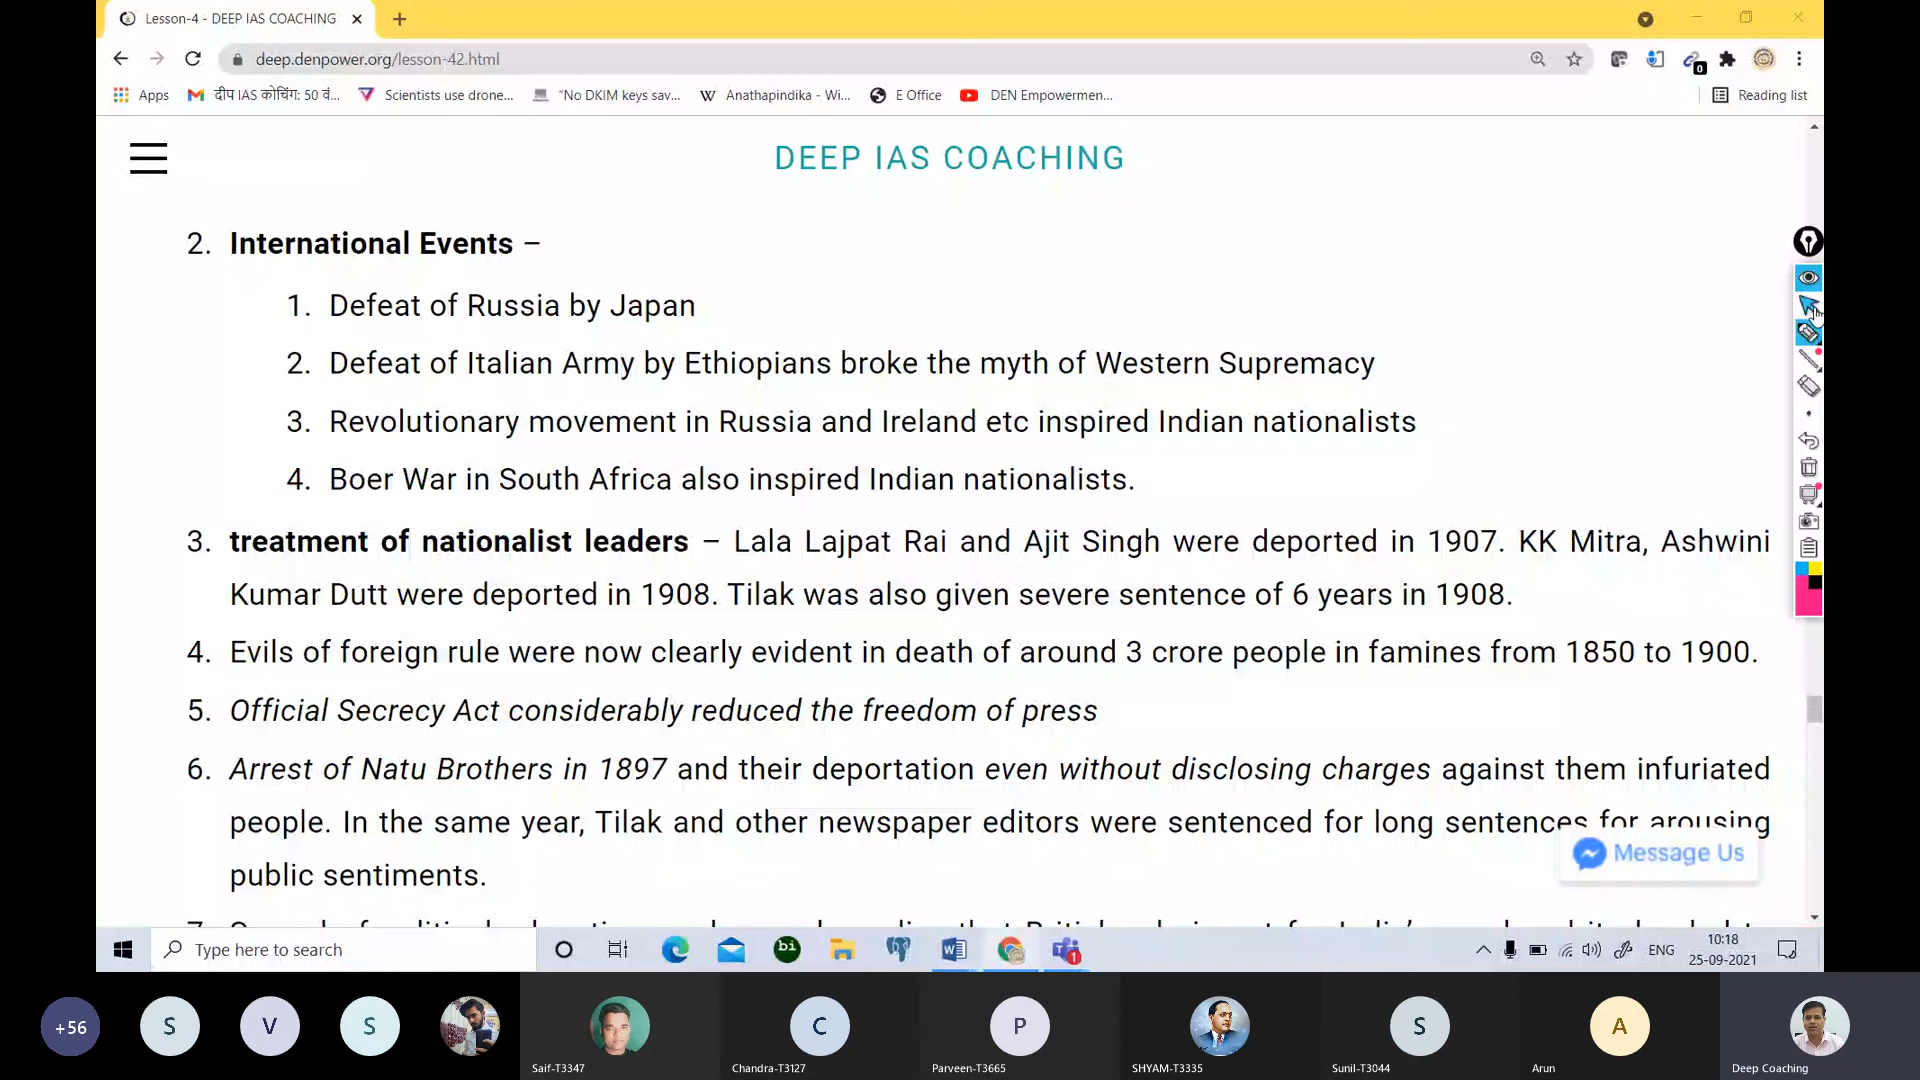 Lesson-4 - DEEP IAS COACHING
deep.denpower.org/lesson-42.html
0
Apps
दीप IAS कोचिंग: 50 वं...
Scientists use drone...
"No DKIM keys sav...
Anathapindika - Wi...
E Office
DEN Empowermen...
Reading list
DEEP IAS COACHING
2. International Events –
1. Defeat of Russia by Japan
2. Defeat of Italian Army by Ethiopians broke the myth of Western Supremacy
3. Revolutionary movement in Russia and Ireland etc inspired Indian nationalists
4. Boer War in South Africa also inspired Indian nationalists.
3. treatment of nationalist leaders – Lala Lajpat Rai and Ajit Singh were deported in 1907. KK Mitra, Ashwini
Kumar Dutt were deported in 1908. Tilak was also given severe sentence of 6 years in 1908.
4. Evils of foreign rule were now clearly evident in death of around 3 crore people in famines from 1850 to 1900.
5. Official Secrecy Act considerably reduced the freedom of press
6. Arrest of Natu Brothers in 1897 and their deportation even without disclosing charges against them infuriated
people. In the same year, Tilak and other newspaper editors were sentenced for long sentences for arousing
public sentiments.
Message Us
Type here to search
bi
1
ENG
10:18
25-09-2021
+56
S
V
S
C
P
S
A
Saif-T3347
Chandra-T3127
Parveen-T3665
SHYAM-T3335
Sunil-T3044
Arun
Deep Coaching